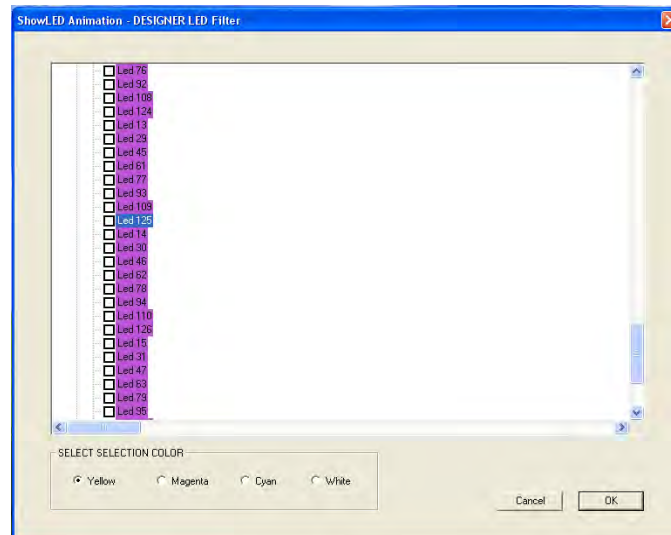 ShowLED Animation - DESIGNER LED Filter
Led 76
Led 92
Led 108
Led 124
Led 13
Led 29
Led 45
Led 61
Led 77
Led 93
Led 109
Led 125
Led 14
Led 30
Led 46
Led 62
Led 78
Led 94
Led 110
Led 126
Led 15
Led 31
Led 47
Led 63
Led 79
Led 95
SELECT SELECTION COLOR
Yellow Magenta Cyan White
Cancel OK